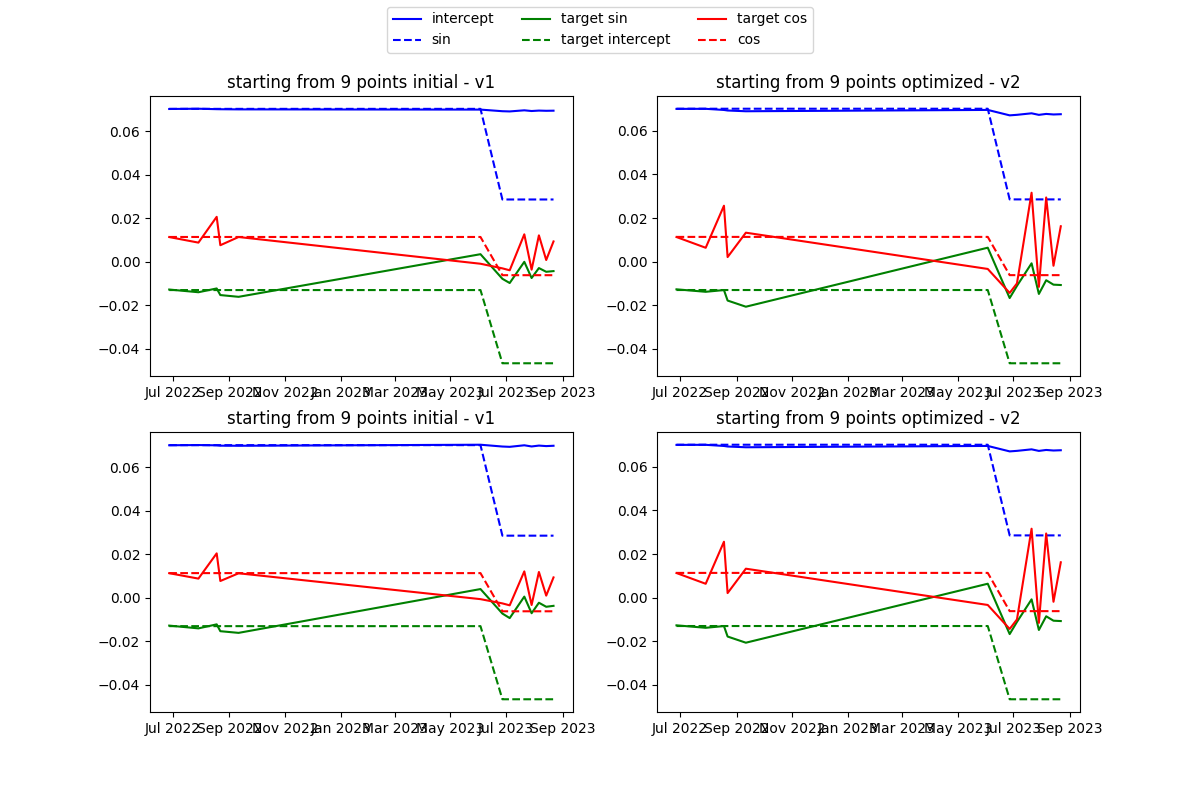 intercept target sin target cos
sin target intercept cos
starting from 9 points initial - v1
0.06
0.04
0.02
0.00
−0.02
−0.04
Jul 2022 Sep 2022 Nov 2022 Jan 2023 Mar 2023 May 2023 Jul 2023 Sep 2023
starting from 9 points optimized - v2
0.06
0.04
0.02
0.00
−0.02
−0.04
Jul 2022 Sep 2022 Nov 2022 Jan 2023 Mar 2023 May 2023 Jul 2023 Sep 2023
starting from 9 points initial - v1
0.06
0.04
0.02
0.00
−0.02
−0.04
Jul 2022 Sep 2022 Nov 2022 Jan 2023 Mar 2023 May 2023 Jul 2023 Sep 2023
starting from 9 points optimized - v2
0.06
0.04
0.02
0.00
−0.02
−0.04
Jul 2022 Sep 2022 Nov 2022 Jan 2023 Mar 2023 May 2023 Jul 2023 Sep 2023